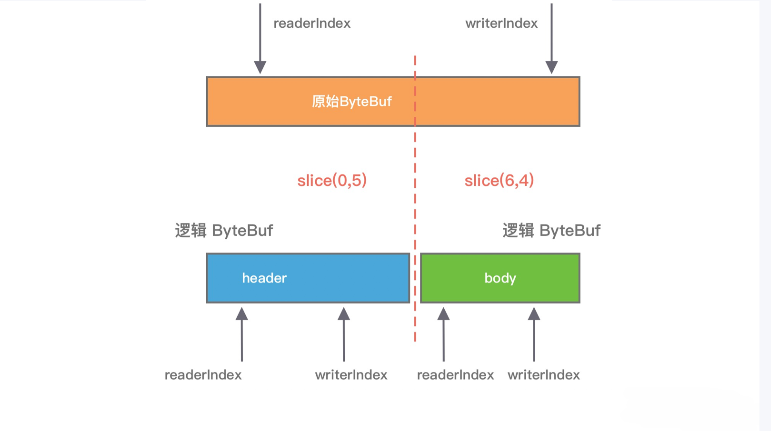 readerIndex
writerIndex
原始ByteBuf
slice(0,5)
slice(6,4)
逻辑 ByteBuf
逻辑 ByteBuf
header
body
readerIndex
writerIndex
readerIndex
writerIndex